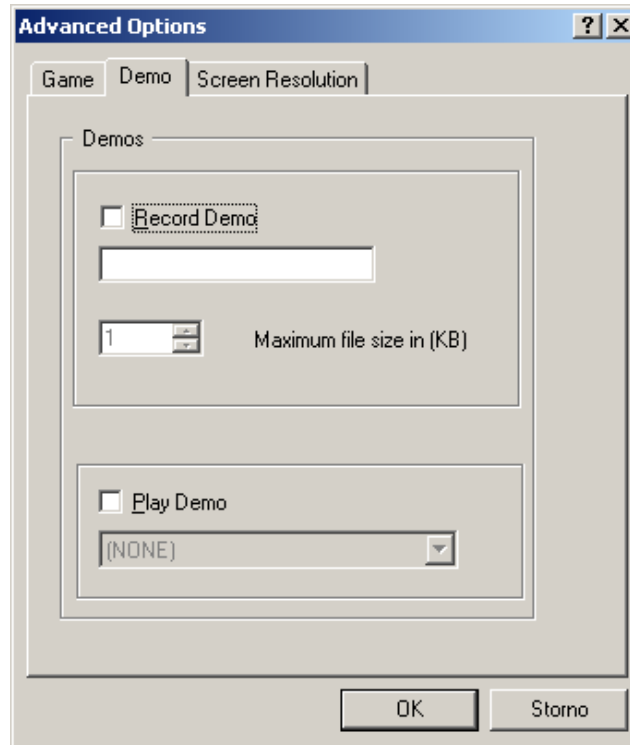 Advanced Options
Game Demo Screen Resolution
Demos
Record Demo
1 Maximum file size in (KB)
Play Demo
(NONE)
OK Storno